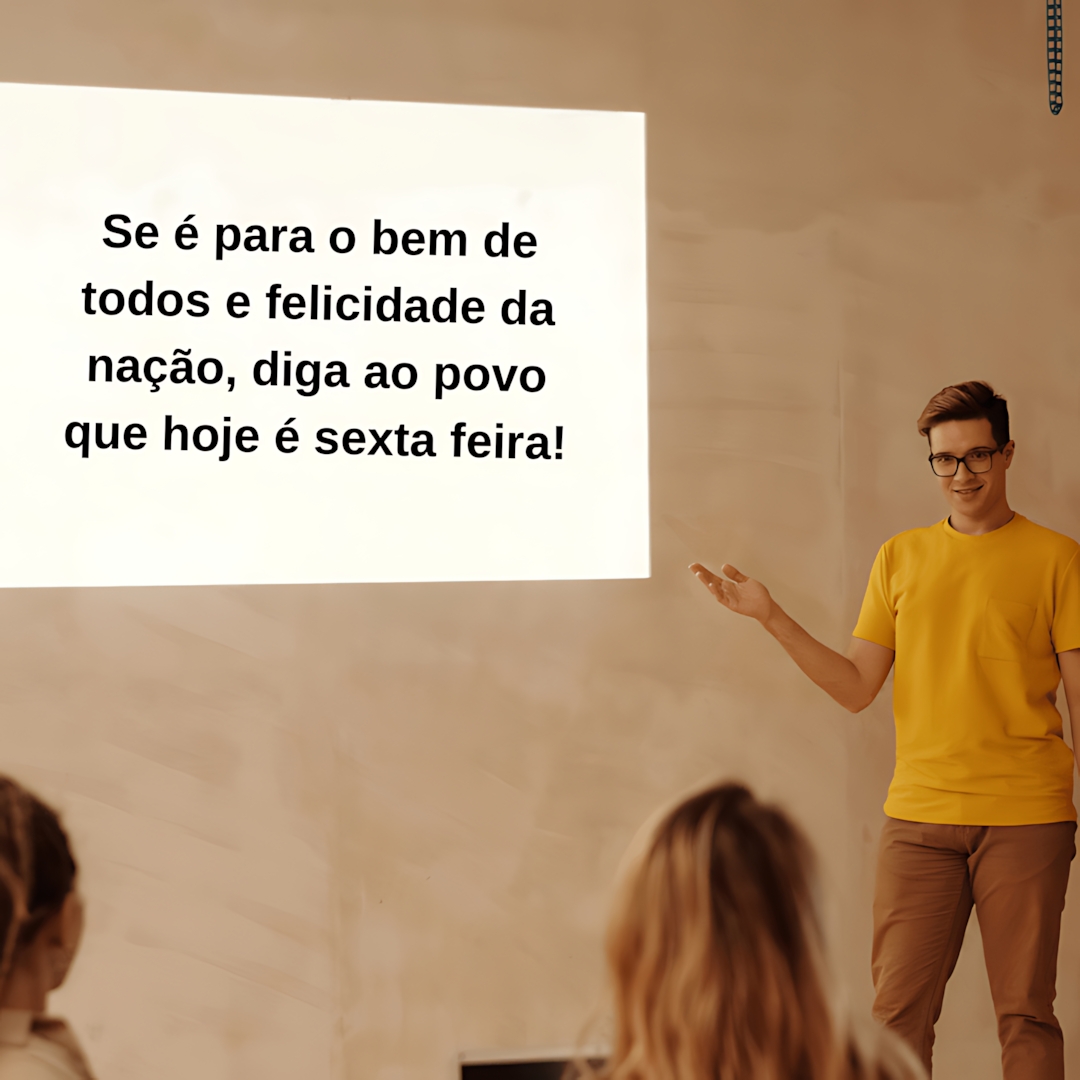 Se é para o bem de
todos e felicidade da
nação, diga ao povo
que hoje é sexta feira!